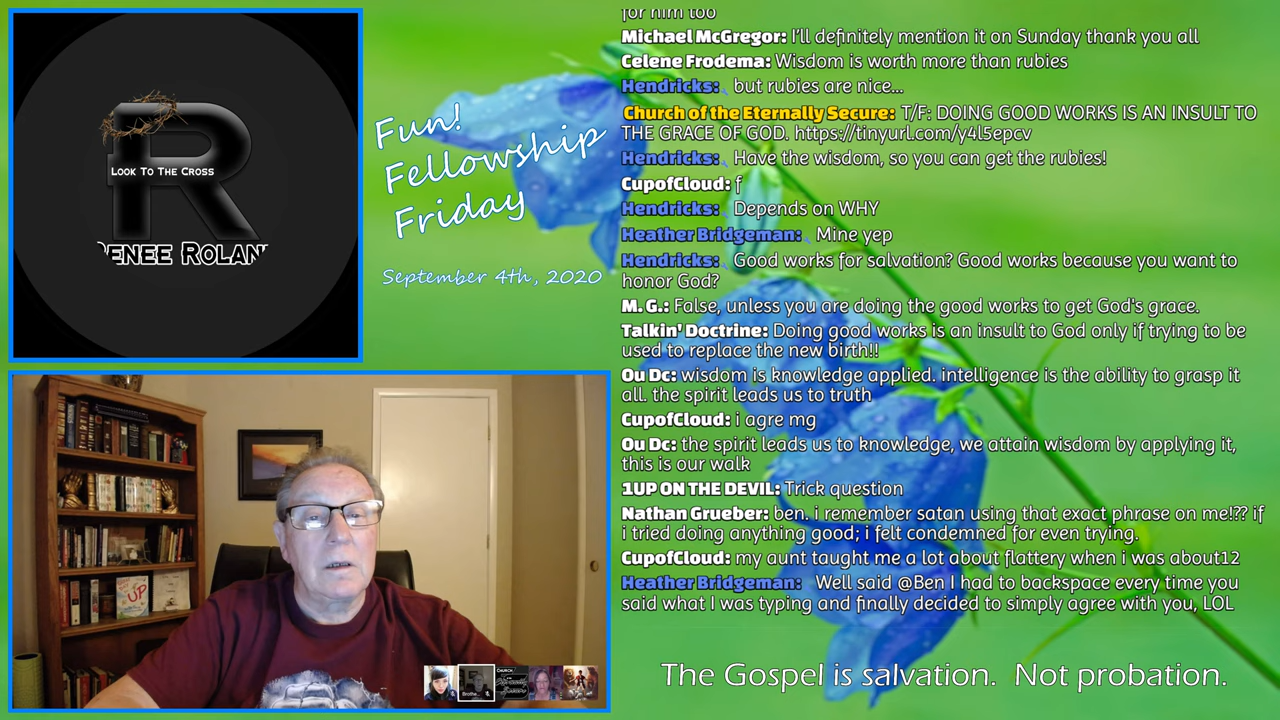 LOOK TO THE CROSS
RENEE ROLAN
Fun!
Fellowship
Friday
September 4th, 2020
for him too
Michael McGregor: I'll definitely mention it on Sunday thank you all
Celene Frodema: Wisdom is worth more than rubies
Hendricks: but rubies are nice...
Church of the Eternally Secure: T/F: DOING GOOD WORKS IS AN INSULT TO
THE GRACE OF GOD. https://tinyurl.com/y4l5epcv
Hendricks: Have the wisdom, so you can get the rubies!
CupofCloud: f
Hendricks: Depends on WHY
Heather Bridgeman: Mine yep
Hendricks: Good works for salvation? Good works because you want to
honor God?
M. G.: False, unless you are doing the good works to get God's grace.
Talkin' Doctrine: Doing good works is an insult to God only if trying to be
used to replace the new birth!!
Ou Dc: wisdom is knowledge applied. intelligence is the ability to grasp it
all. the spirit leads us to truth
CupofCloud: i agre mg
Ou Dc: the spirit leads us to knowledge, we attain wisdom by applying it,
this is our walk
1UP ON THE DEVIL: Trick question
Nathan Grueber: ben. i remember satan using that exact phrase on me!?? if
i tried doing anything good; i felt condemned for even trying.
CupofCloud: my aunt taught me a lot about flattery when i was about12
Heather Bridgeman: Well said @Ben I had to backspace every time you
said what I was typing and finally decided to simply agree with you, LOL
UP
Brothe...
CHURCH
The Gospel is salvation. Not probation.